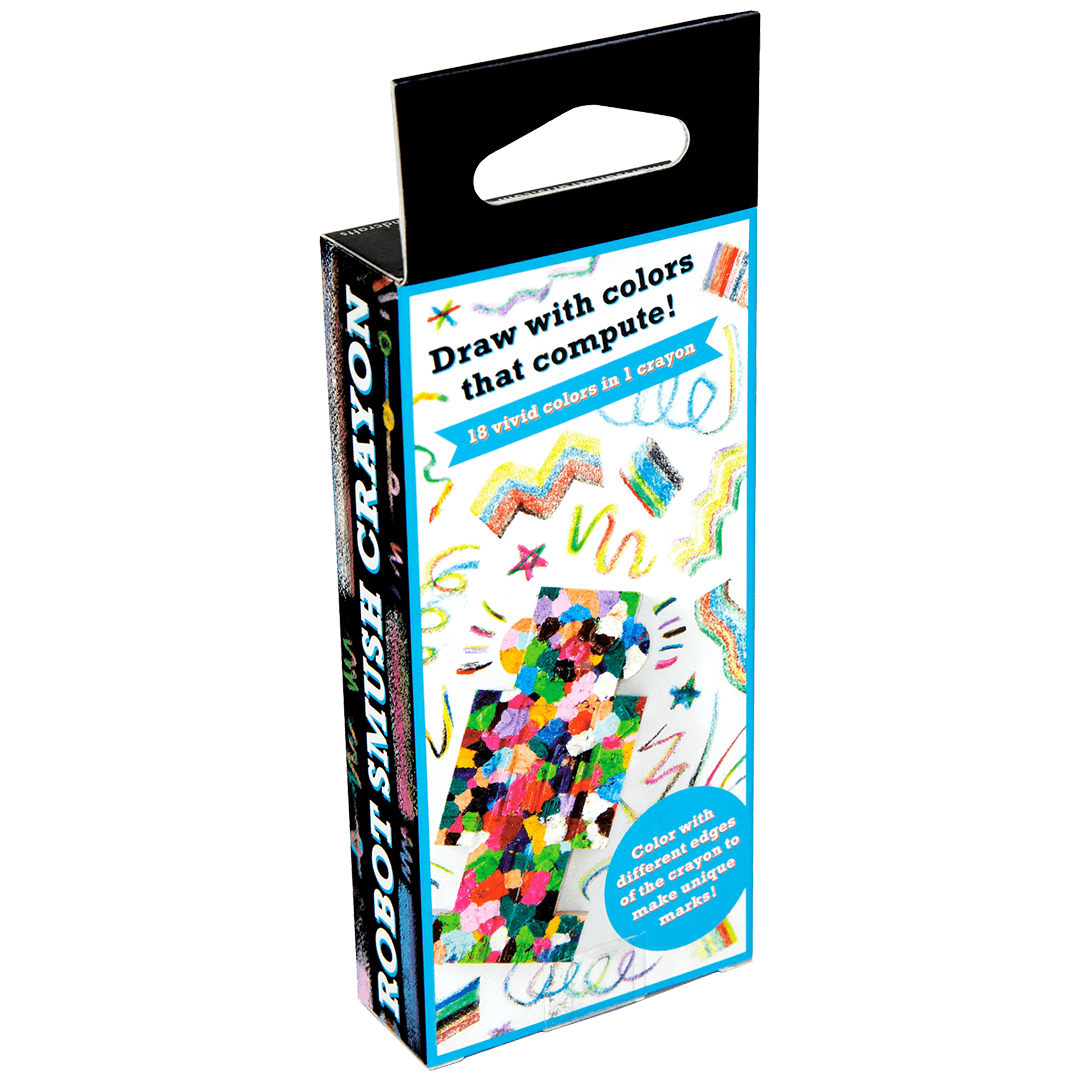 Draw with colors
that compute!
18 vivid colors in 1 crayon
Color with
different edges
of the crayon to
make unique
marks!
ROBOT SMUSH CRAYON